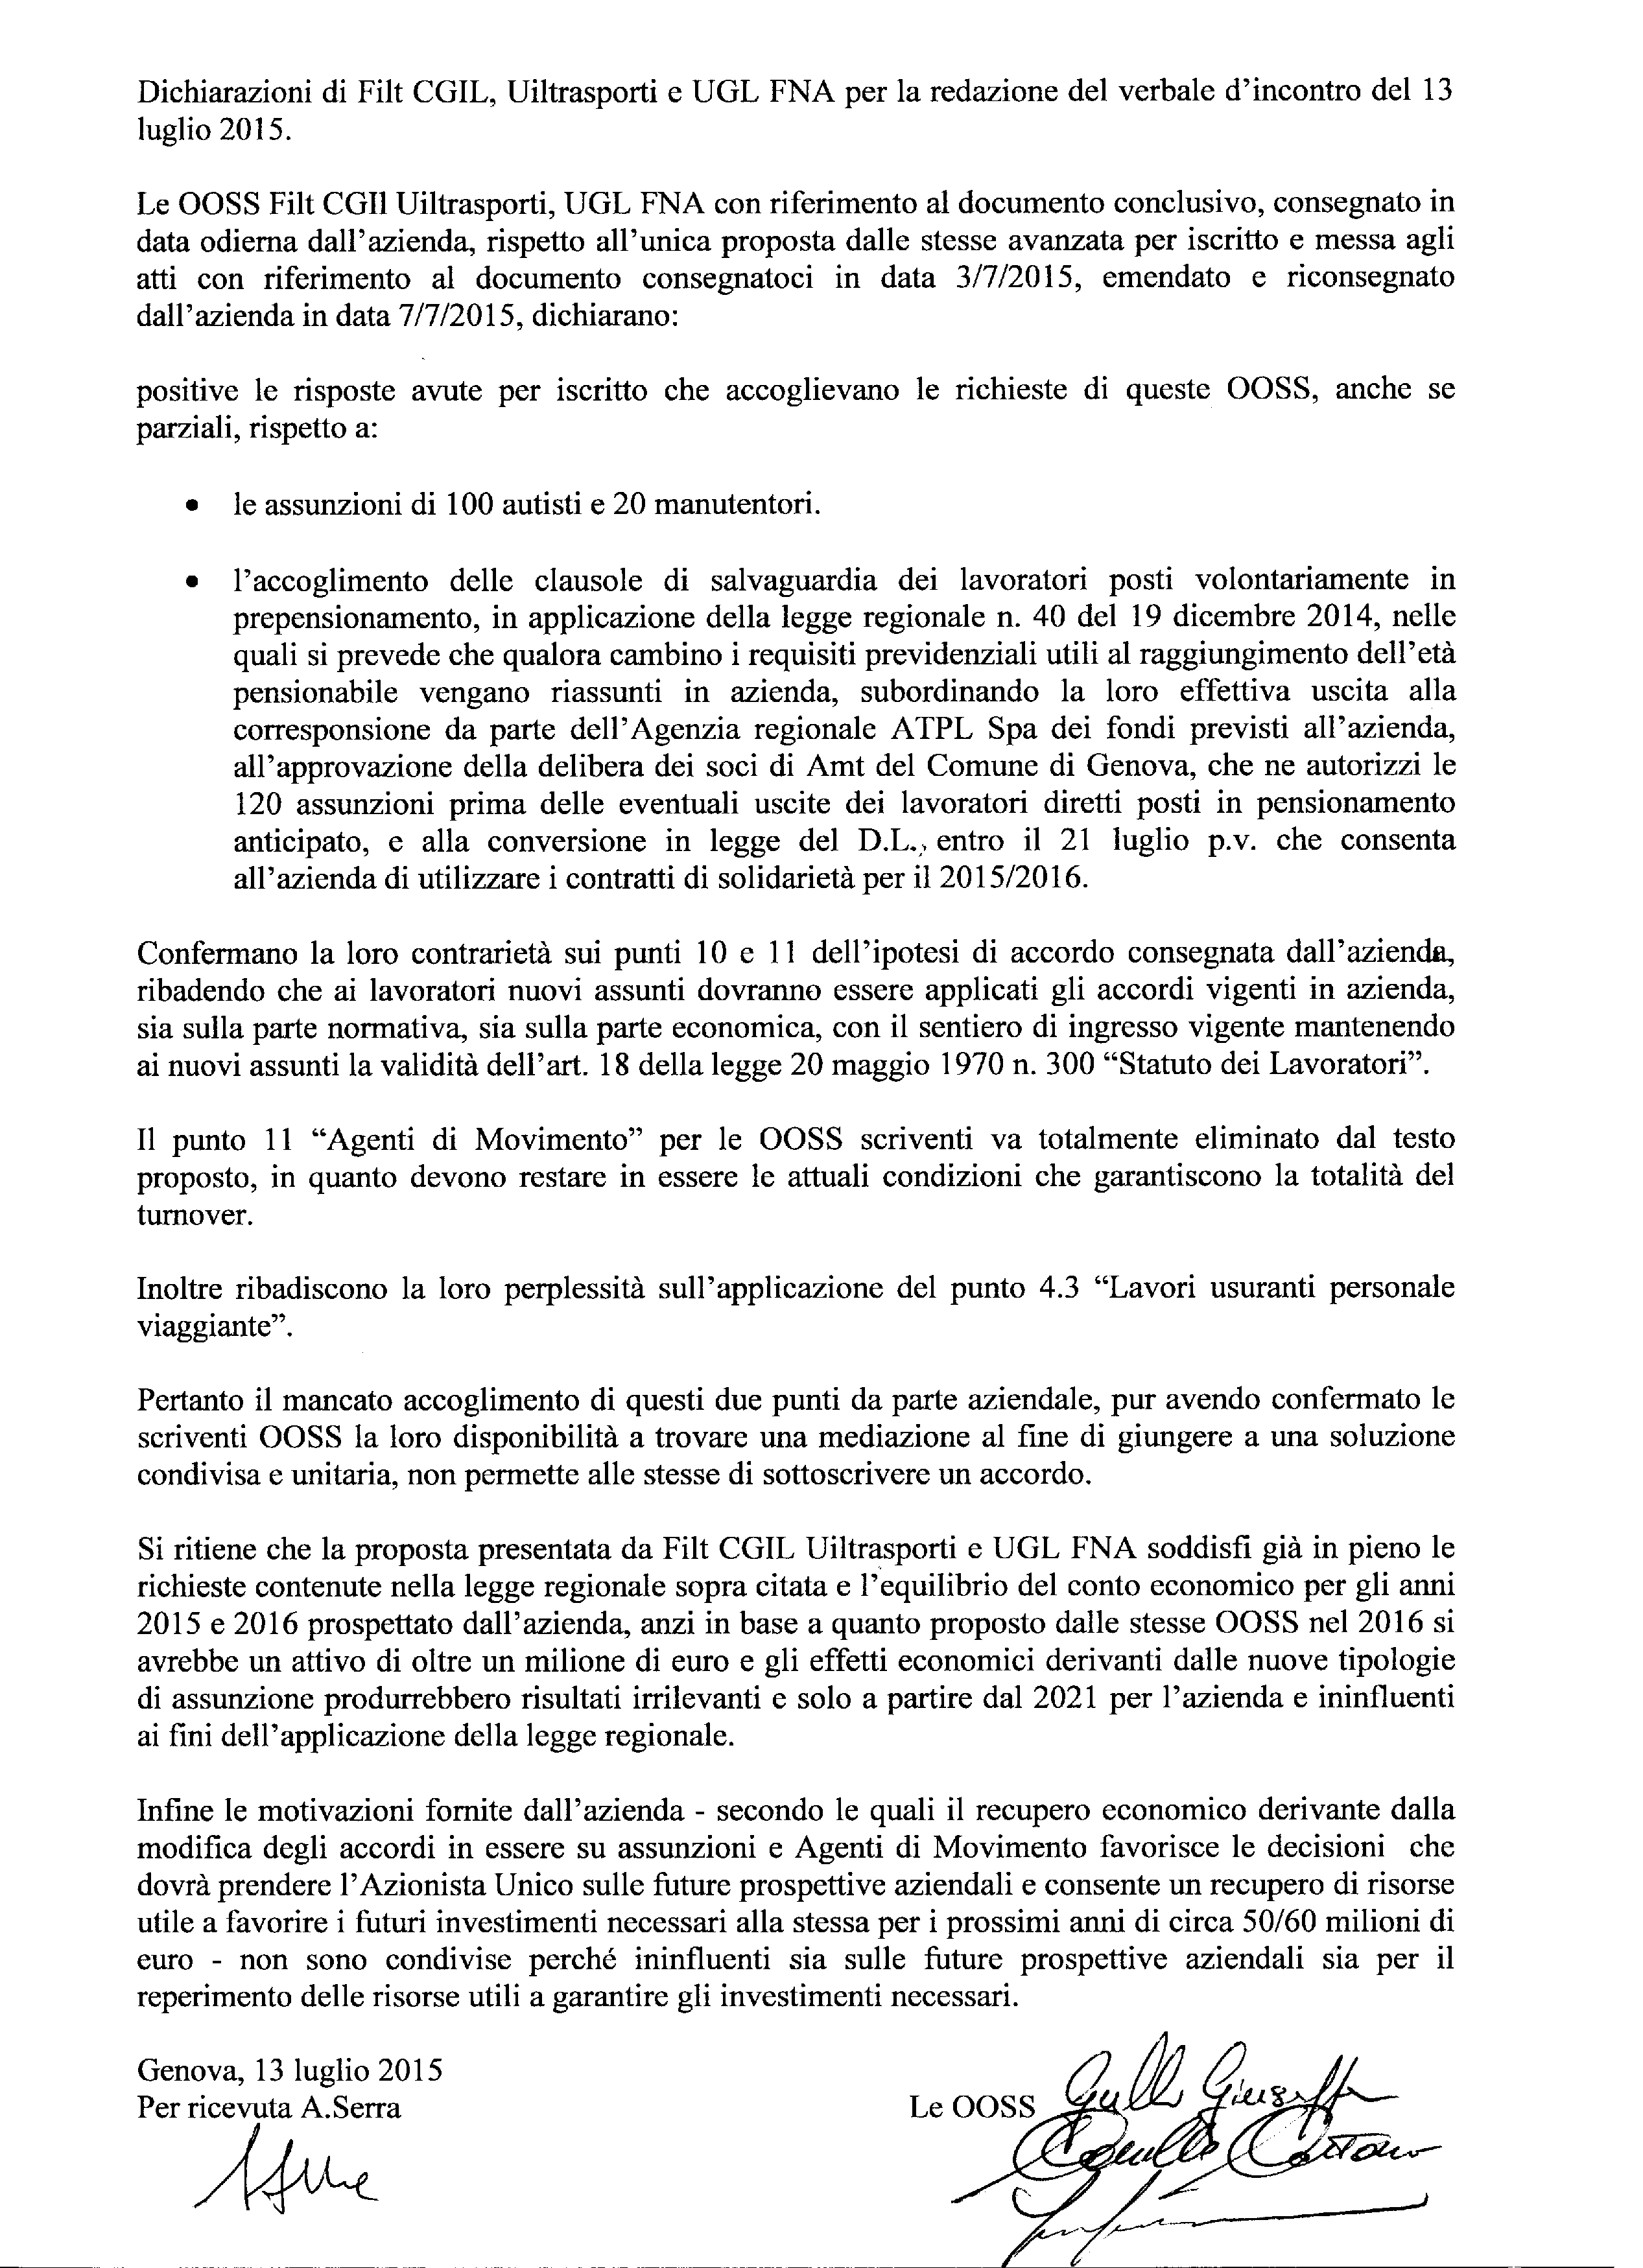 Dichiarazioni di Filt CGIL, Uiltrasporti e UGL FNA per la redazione del verbale d'incontro del 13
luglio 2015.
Le OOSS Filt CGIl Uiltrasporti, UGL FNA con riferimento al documento conclusivo, consegnato in
data odierna dall'azienda, rispetto all'unica proposta dalle stesse avanzata per iscritto e messa agli
atti con riferimento al documento consegnatoci in data 3/7/2015, emendato e riconsegnato
dall'azienda in data 7/7/2015, dichiarano:
positive le risposte avute per iscritto che accoglievano le richieste di queste OOSS, anche se
parziali, rispetto a:
• le assunzioni di 100 autisti e 20 manutentori.
• l'accoglimento delle clausole di salvaguardia dei lavoratori posti volontariamente in
prepensionamento, in applicazione della legge regionale n. 40 del 19 dicembre 2014, nelle
quali si prevede che qualora cambino i requisiti previdenziali utili al raggiungimento dell'età
pensionabile vengano riassunti in azienda, subordinando la loro effettiva uscita alla
corresponsione da parte dell'Agenzia regionale ATPL Spa dei fondi previsti all'azienda,
all'approvazione della delibera dei soci di Amt del Comune di Genova, che ne autorizzi le
120 assunzioni prima delle eventuali uscite dei lavoratori diretti posti in pensionamento
anticipato, e alla conversione in legge del D.L., entro il 21 luglio p.v. che consenta
all'azienda di utilizzare i contratti di solidarietà per il 2015/2016.
Confermano la loro contrarietà sui punti 10 e 11 dell'ipotesi di accordo consegnata dall'azienda,
ribadendo che ai lavoratori nuovi assunti dovranno essere applicati gli accordi vigenti in azienda,
sia sulla parte normativa, sia sulla parte economica, con il sentiero di ingresso vigente mantenendo
ai nuovi assunti la validità dell'art. 18 della legge 20 maggio 1970 n. 300 “Statuto dei Lavoratori”.
Il punto 11 “Agenti di Movimento” per le OOSS scriventi va totalmente eliminato dal testo
proposto, in quanto devono restare in essere le attuali condizioni che garantiscono la totalità del
turnover.
Inoltre ribadiscono la loro perplessità sull'applicazione del punto 4.3 “Lavori usuranti personale
viaggiante”.
Pertanto il mancato accoglimento di questi due punti da parte aziendale, pur avendo confermato le
scriventi OOSS la loro disponibilità a trovare una mediazione al fine di giungere a una soluzione
condivisa e unitaria, non permette alle stesse di sottoscrivere un accordo.
Si ritiene che la proposta presentata da Filt CGIL Uiltrasporti e UGL FNA soddisfi già in pieno le
richieste contenute nella legge regionale sopra citata e l'equilibrio del conto economico per gli anni
2015 e 2016 prospettato dall'azienda, anzi in base a quanto proposto dalle stesse OOSS nel 2016 si
avrebbe un attivo di oltre un milione di euro e gli effetti economici derivanti dalle nuove tipologie
di assunzione produrrebbero risultati irrilevanti e solo a partire dal 2021 per l'azienda e ininfluenti
ai fini dell'applicazione della legge regionale.
Infine le motivazioni fornite dall'azienda - secondo le quali il recupero economico derivante dalla
modifica degli accordi in essere su assunzioni e Agenti di Movimento favorisce le decisioni che
dovrà prendere l'Azionista Unico sulle future prospettive aziendali e consente un recupero di risorse
utile a favorire i futuri investimenti necessari alla stessa per i prossimi anni di circa 50/60 milioni di
euro - non sono condivise perché ininfluenti sia sulle future prospettive aziendali sia per il
reperimento delle risorse utili a garantire gli investimenti necessari.
Genova, 13 luglio 2015
Per ricevuta A.Serra
Le OOSS